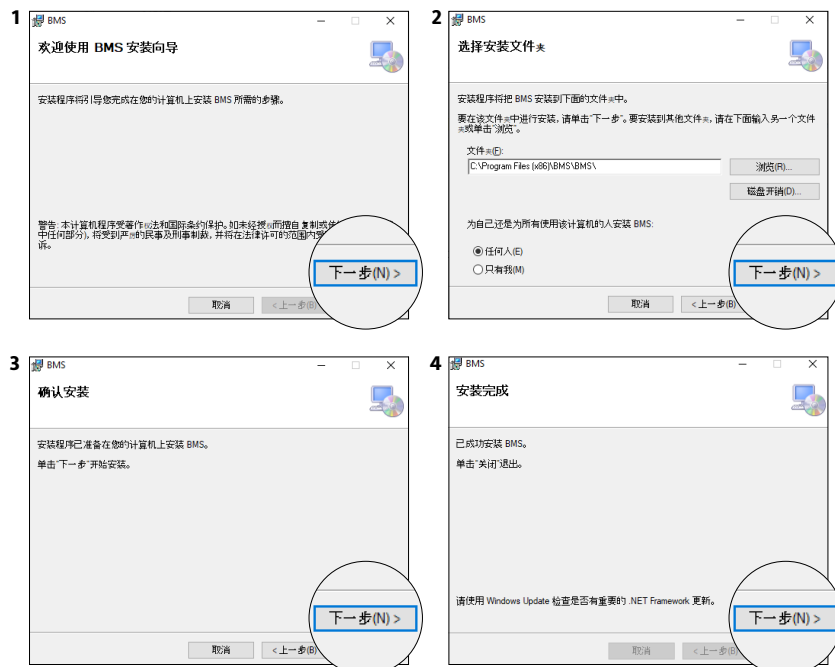 1
BMS
欢迎使用 BMS 安装向导
安装程序将引导您完成在您的计算机上安装 BMS 所需的步骤。
警告: 本计算机程序受著作权法和国际条约保护。如未经授权而擅自复制或传
中任何部分), 将受到严厉的民事及刑事制裁, 并将在法律许可的范围内受
诉。
取消
<上一步(B)
下一步(N) >
2
BMS
选择安装文件夹
安装程序将把 BMS 安装到下面的文件夹中。
要在该文件夹中进行安装, 请单击"下一步"。要安装到其他文件夹, 请在下面输入另一个文件
夹或单击"浏览"。
文件夹(F):
C:\Program Files (x86)\BMS\BMS\
浏览(R)...
磁盘开销(D)...
为自己还是为所有使用该计算机的人安装 BMS:
任何人(E)
只有我(M)
取消
<上一步(B)
下一步(N) >
3
BMS
确认安装
安装程序已准备在您的计算机上安装 BMS。
单击"下一步"开始安装。
取消
<上一步(B)
下一步(N) >
4
BMS
安装完成
已成功安装 BMS。
单击"关闭"退出。
请使用 Windows Update 检查是否有重要的 .NET Framework 更新。
取消
<上一步(B)
下一步(N) >